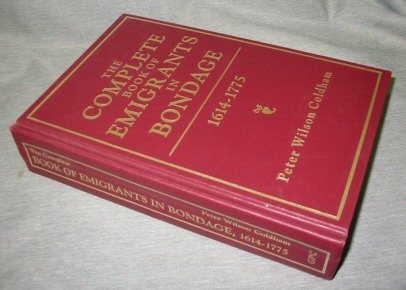 THE
COMPLETE
BOOK OF
EMIGRANTS
IN
BONDAGE
1614-1775
Peter Wilson Coldham
The Complete
BOOK OF EMIGRANTS IN BONDAGE, 1614-1775
Peter Wilson Coldham
GPC